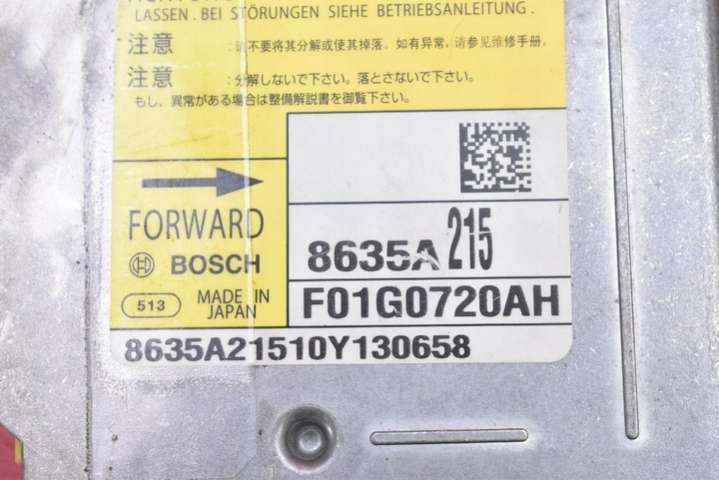 LASSEN. BEI STÖRUNGEN SIEHE BETRIEBSANLEITUNG.
注意 :请不要将其分解或使其掉落。如有异常,请参见维修手册。
注意 :分解しないで下さい。落とさないで下さい。
もし、異常がある場合は整備解説書を御覧下さい。
FORWARD
BOSCH
513 MADE IN JAPAN
8635A 215
F01G0720AH
8635A21510Y130658